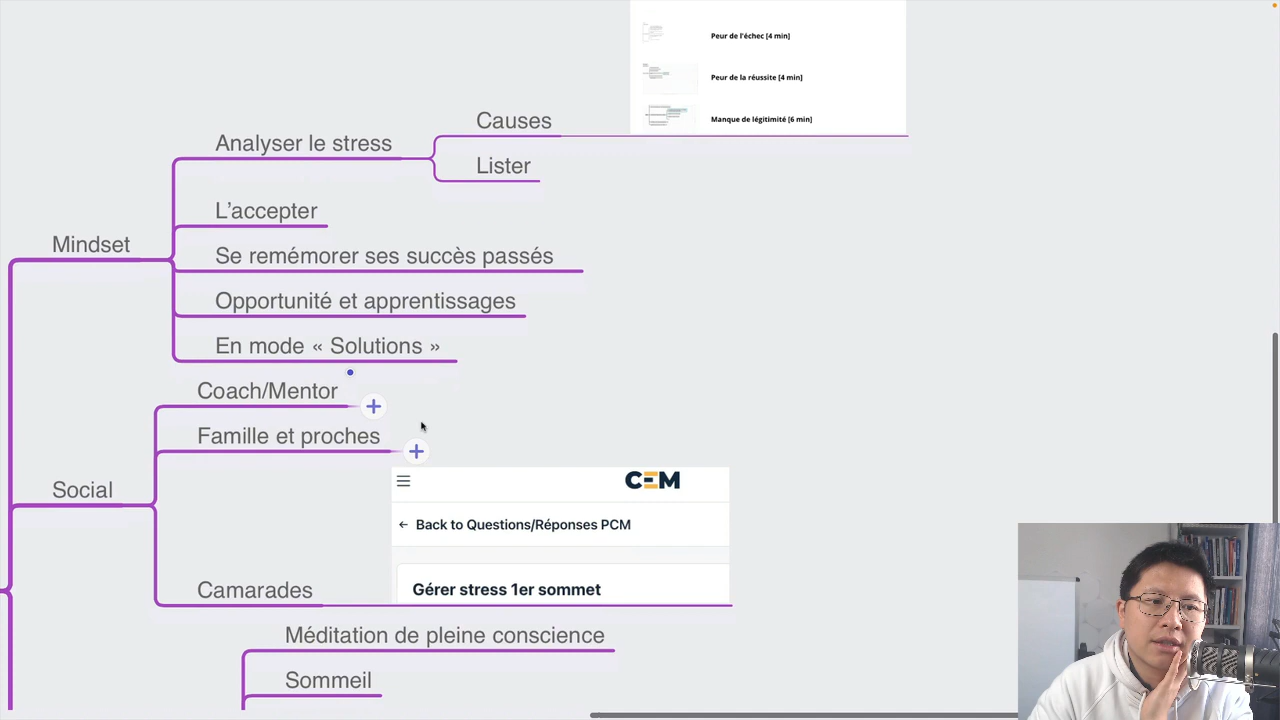 Peur de l'échec [4 min]
Peur de la réussite [4 min]
Manque de légitimité [6 min]
Causes
Analyser le stress
Lister
L’accepter
Mindset
Se remémorer ses succès passés
Opportunité et apprentissages
En mode « Solutions »
Coach/Mentor
Famille et proches
Social
CEM
← Back to Questions/Réponses PCM
Gérer stress 1er sommet
Camarades
Méditation de pleine conscience
Sommeil